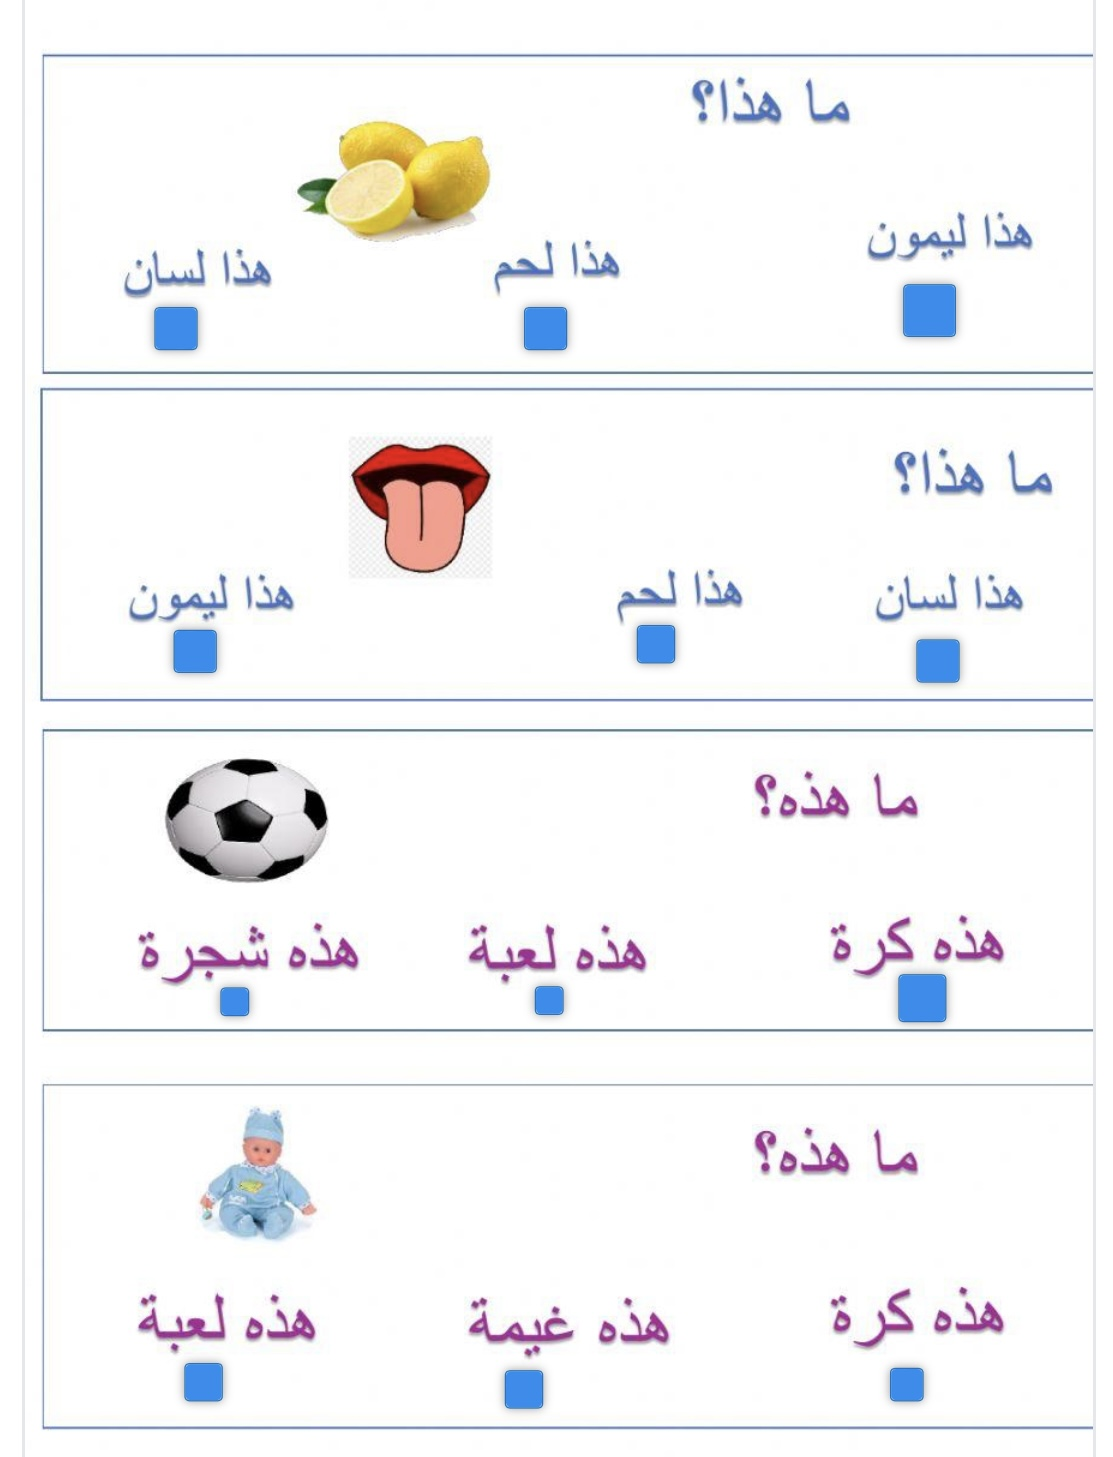 ما هذا؟
هذا ليمون
هذا لحم
هذا لسان
ما هذا؟
هذا لسان
هذا لحم
هذا ليمون
ما هذه؟
هذه كرة
هذه لعبة
هذه شجرة
ما هذه؟
هذه كرة
هذه غيمة
هذه لعبة